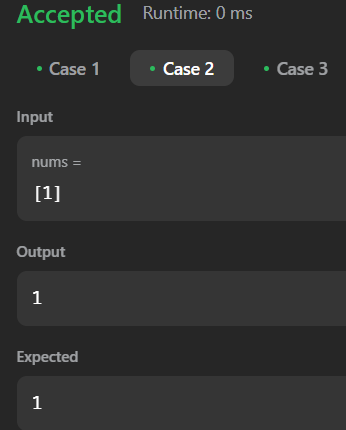 Accepted Runtime: 0 ms
• Case 1 • Case 2 • Case 3
Input
nums =
[1]
Output
1
Expected
1